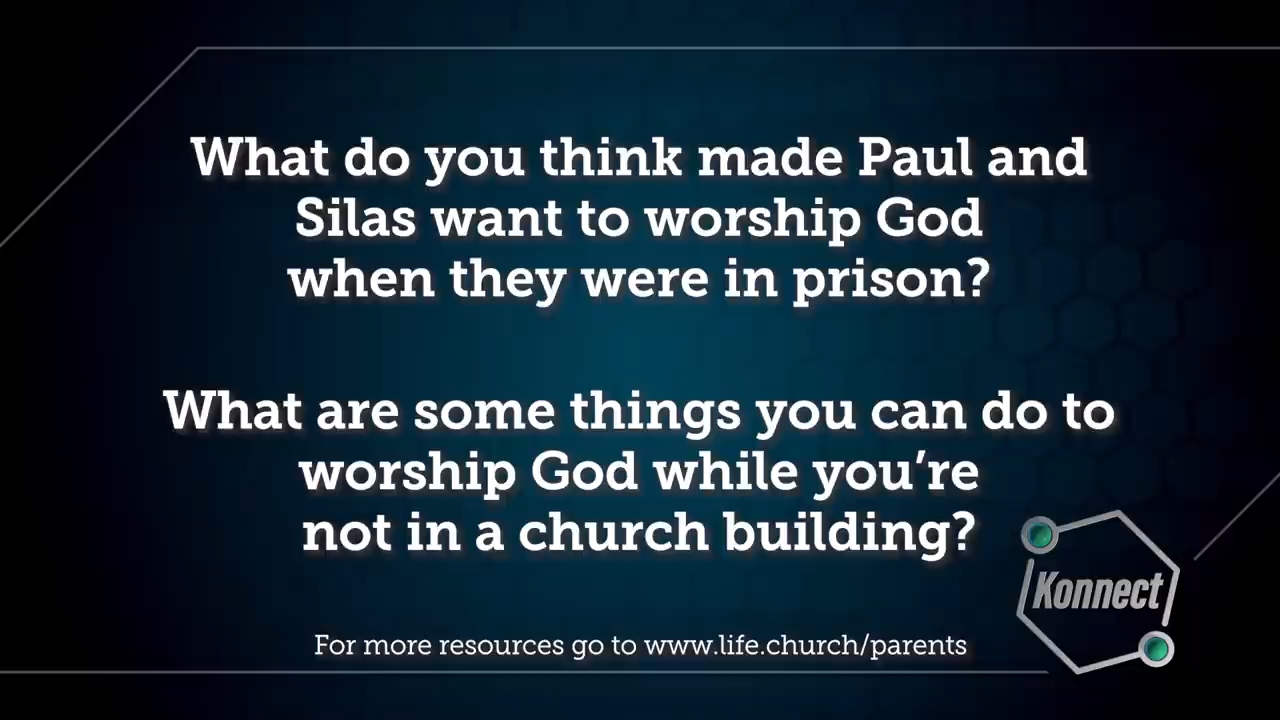 What do you think made Paul and
Silas want to worship God
when they were in prison?
What are some things you can do to
worship God while you’re
not in a church building?
Konnect
For more resources go to www.life.church/parents